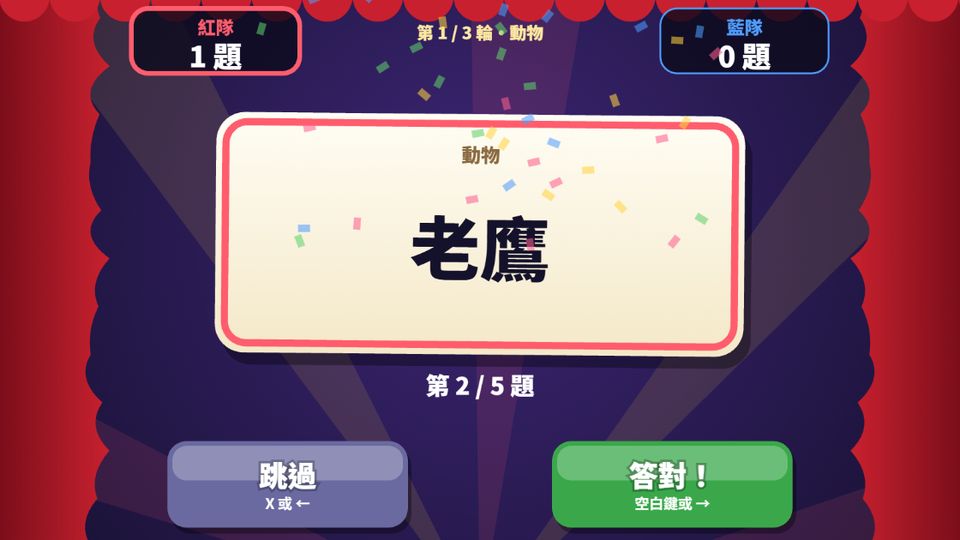 紅隊
1 題
第 1 / 3 輪 · 動物
藍隊
0 題
動物
老鷹
第 2 / 5 題
跳過
X 或 ←
答對！
空白鍵或 →